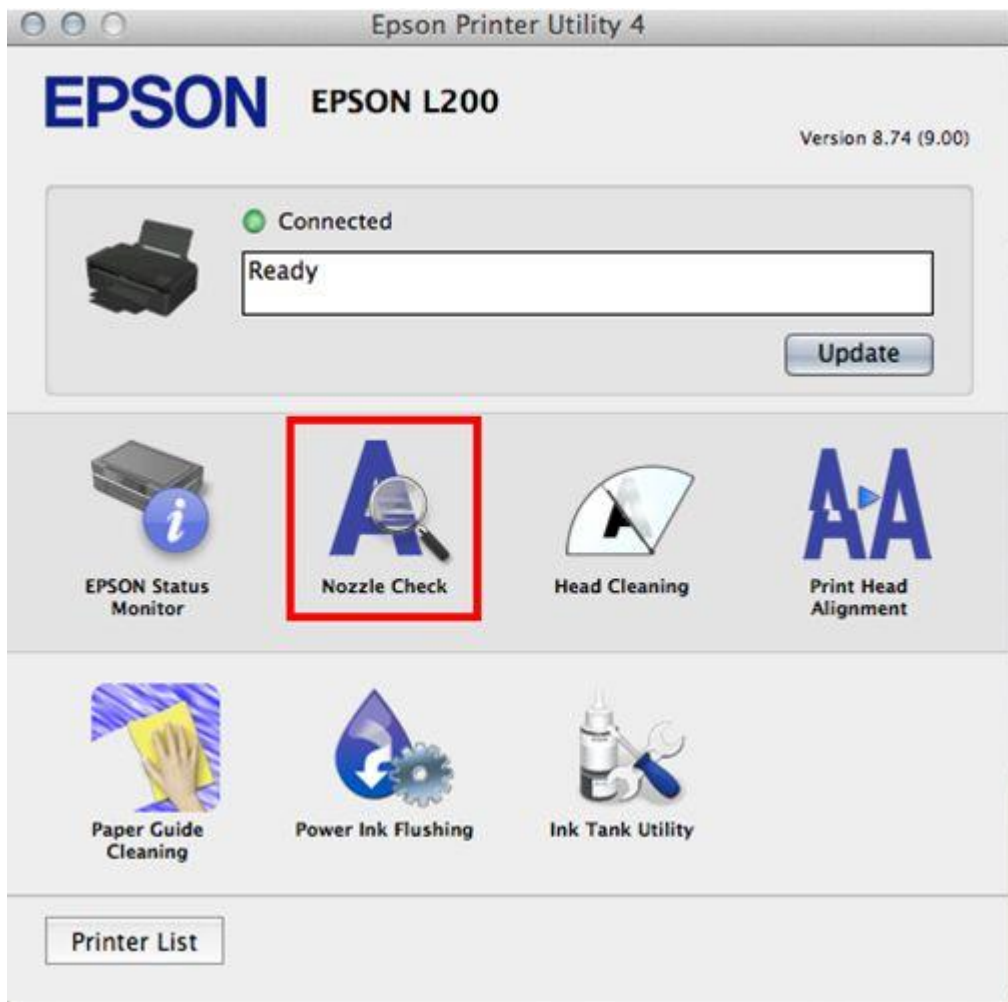 Epson Printer Utility 4
EPSON
EPSON L200
Version 8.74 (9.00)
Connected
Ready
Update
EPSON Status
Monitor
Nozzle Check
Head Cleaning
Print Head
Alignment
Paper Guide
Cleaning
Power Ink Flushing
Ink Tank Utility
Printer List